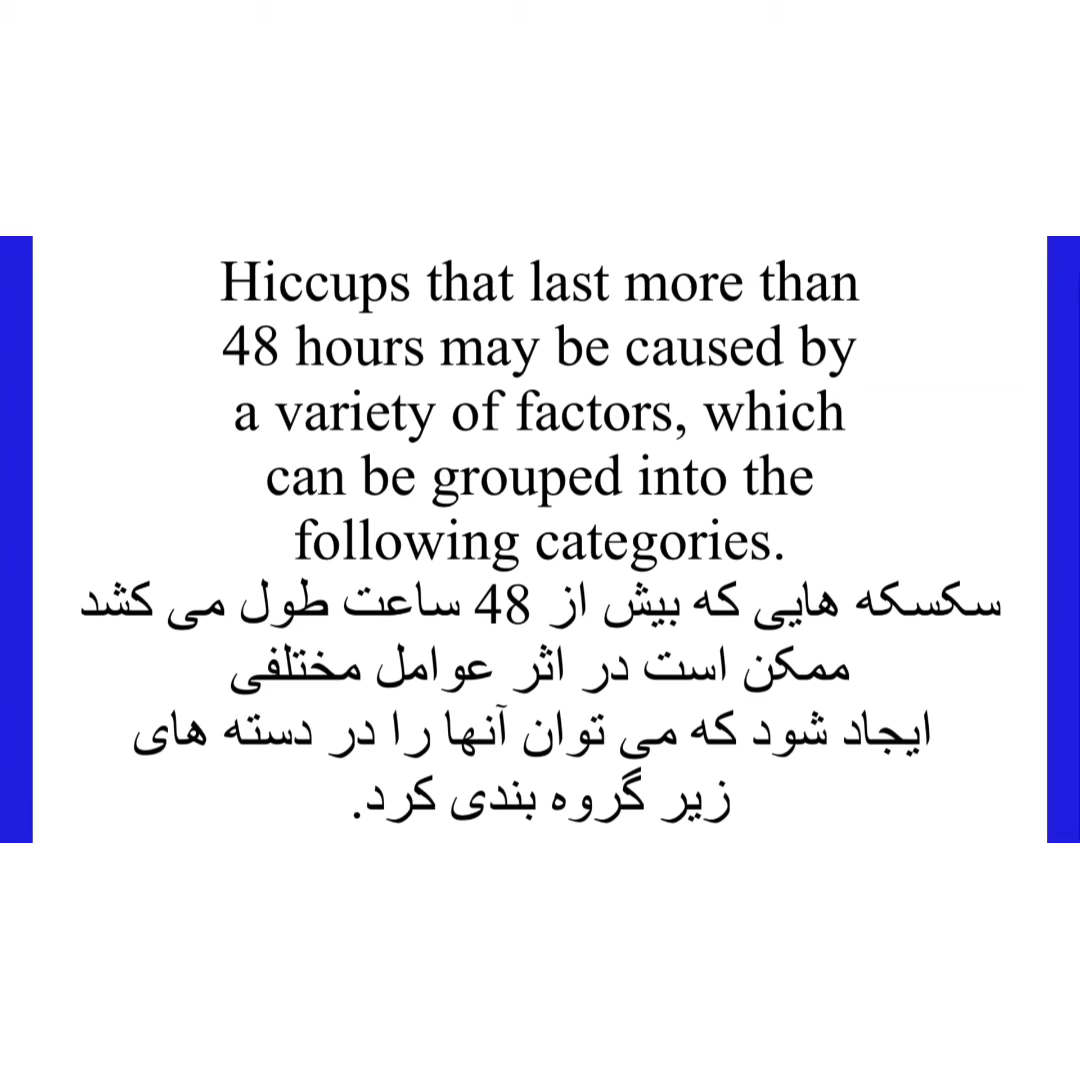 Hiccups that last more than
48 hours may be caused by
a variety of factors, which
can be grouped into the
following categories.
سکسکه هایی که بیش از 48 ساعت طول می کشد
ممکن است در اثر عوامل مختلفی
ایجاد شود که می توان آنها را در دسته های
زیر گروه بندی کرد.